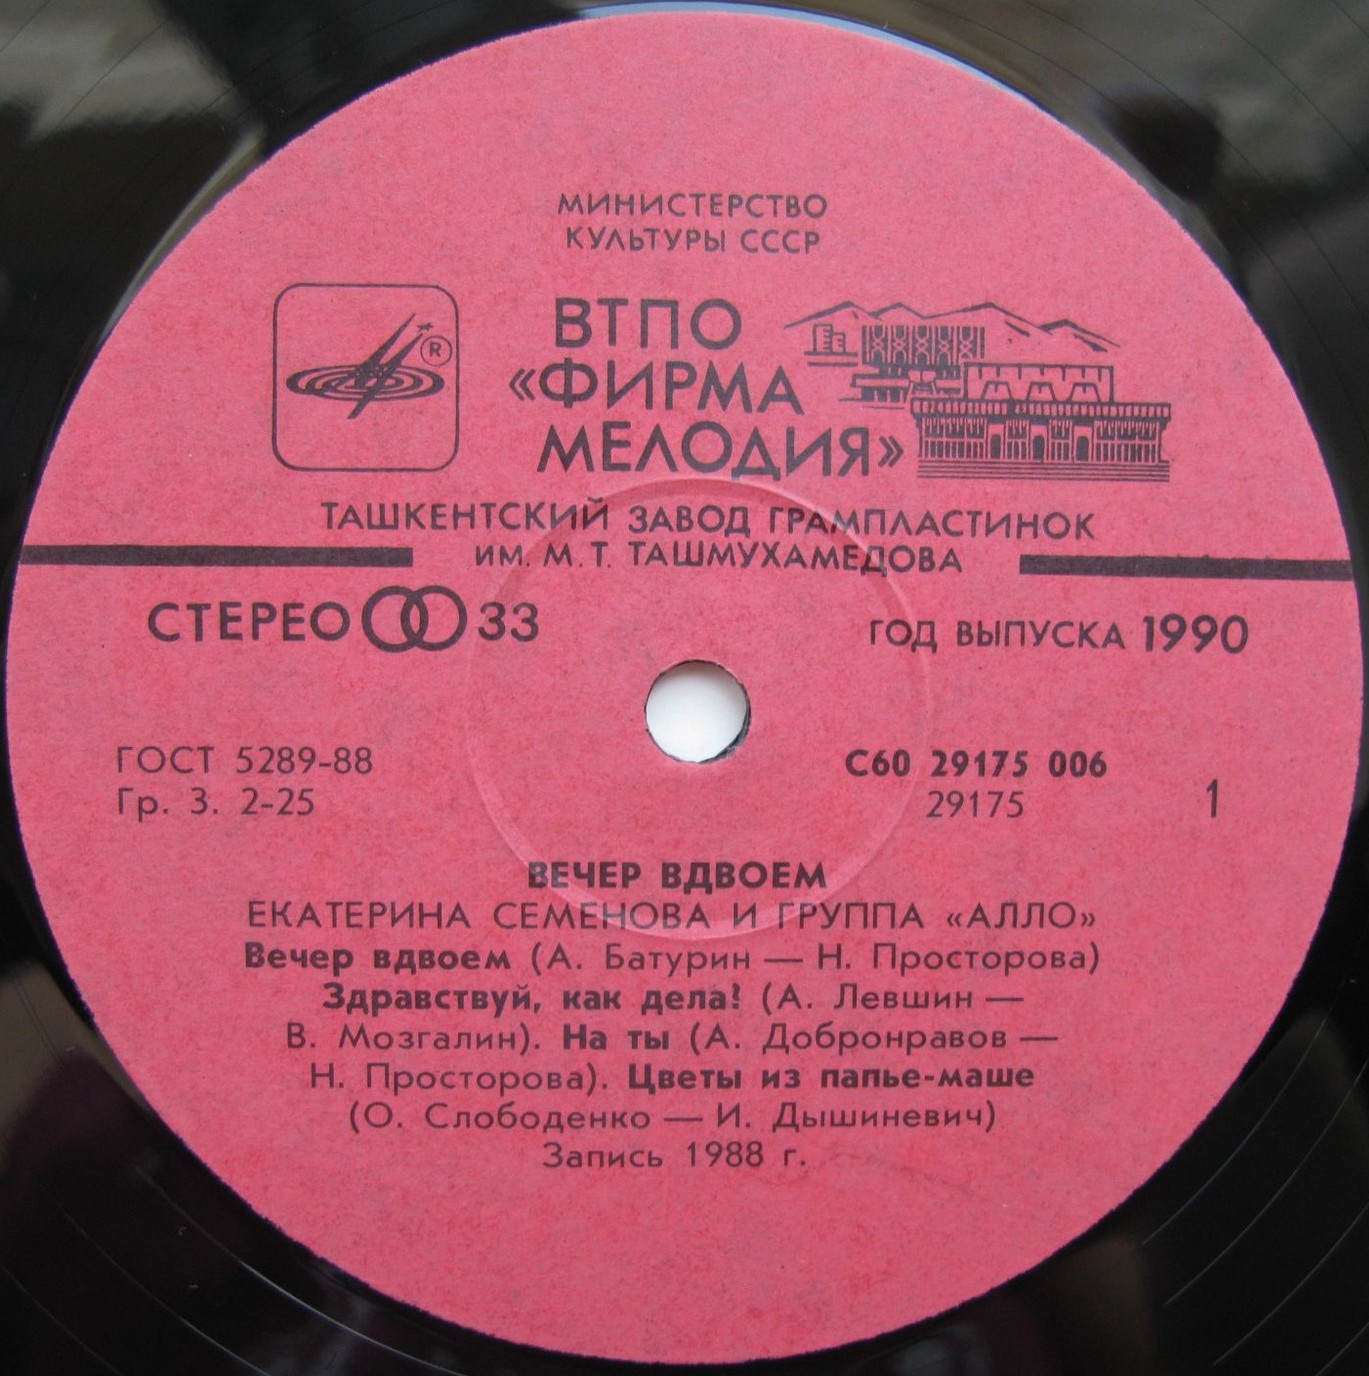 МИНИСТЕРСТВО
КУЛЬТУРЫ СССР
ВТПО
«ФИРМА
МЕЛОДИЯ»
®
ТАШКЕНТСКИЙ ЗАВОД ГРАМПЛАСТИНОК
ИМ. М. Т. ТАШМУХАМЕДОВА
СТЕРЕО 33
ГОД ВЫПУСКА 1990
ГОСТ 5289-88
Гр. 3. 2-25
С60 29175 006
29175
1
ВЕЧЕР ВДВОЕМ
ЕКАТЕРИНА СЕМЕНОВА И ГРУППА «АЛЛО»
Вечер вдвоем (А. Батурин — Н. Просторова)
Здравствуй, как дела? (А. Левшин —
В. Мозгалин). На ты (А. Добронравов —
Н. Просторова). Цветы из папье-маше
(О. Слободенко — И. Дышиневич)
Запись 1988 г.